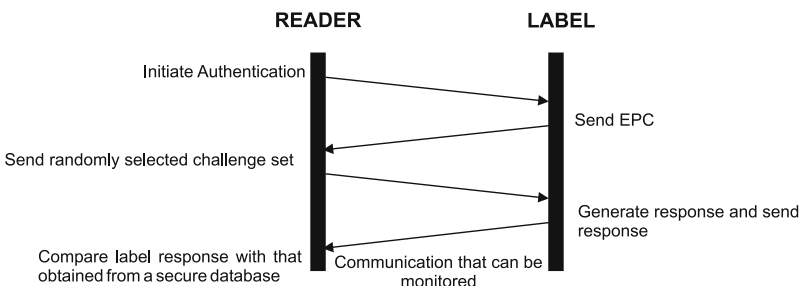 READER
LABEL
Initiate Authentication
Send EPC
Send randomly selected challenge set
Generate response and send
response
Compare label response with that
obtained from a secure database
Communication that can be
monitored